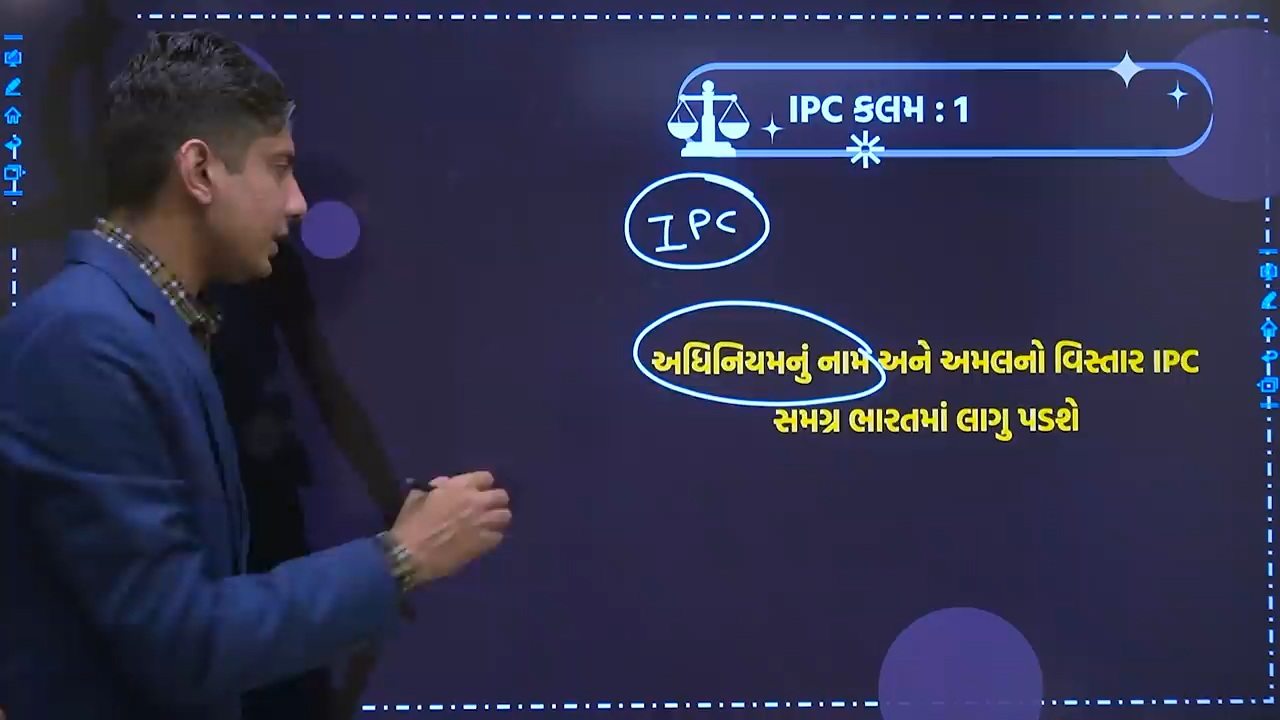 IPC કલમ : 1
IPC
અધિનિયમનું નામ અને અમલનો વિસ્તાર IPC
સમગ્ર ભારતમાં લાગુ પડશે